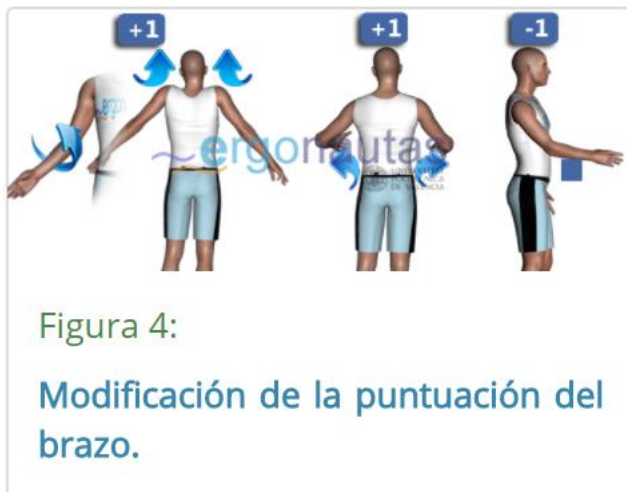 +1
+1
-1
ergonautas
Figura 4:
Modificación de la puntuación del
brazo.